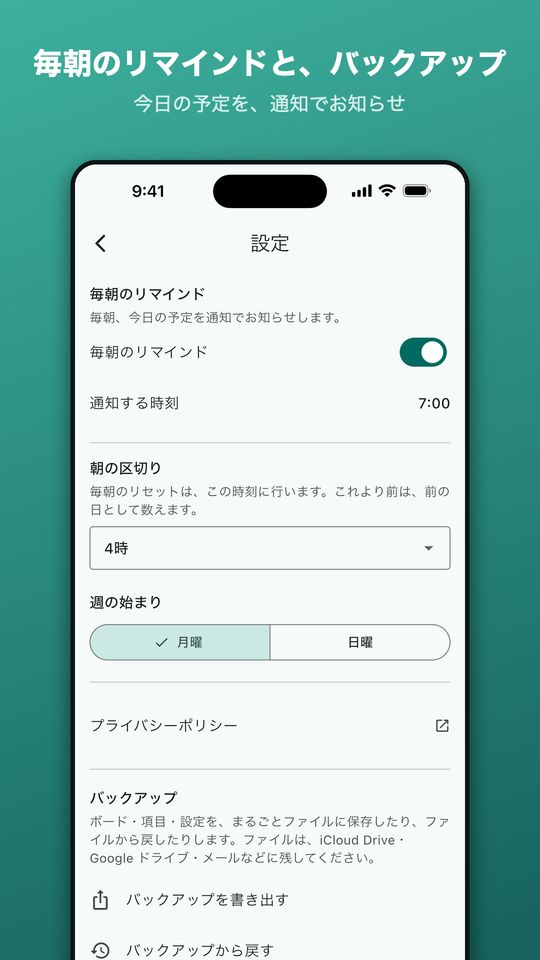 毎朝のリマインドと、バックアップ
今日の予定を、通知でお知らせ
9:41
設定
毎朝のリマインド
毎朝、今日の予定を通知でお知らせします。
毎朝のリマインド
通知する時刻 7:00
朝の区切り
毎朝のリセットは、この時刻に行います。これより前は、前の
日として数えます。
4時
週の始まり
月曜 日曜
プライバシーポリシー
バックアップ
ボード・項目・設定を、まるごとファイルに保存したり、ファ
イルから戻したりします。ファイルは、iCloud Drive・
Google ドライブ・メールなどに残してください。
バックアップを書き出す
バックアップから戻す